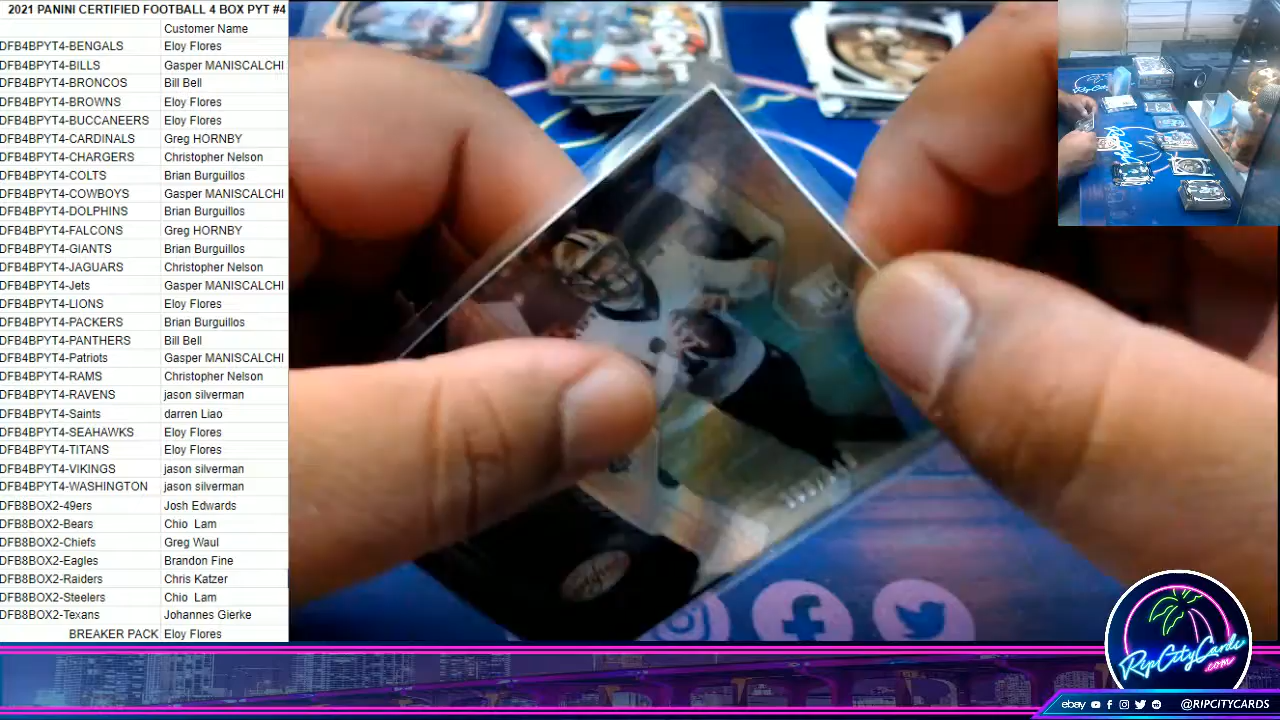 2021 PANINI CERTIFIED FOOTBALL 4 BOX PYT #4
Customer Name
DFB4BPYT4-BENGALS Eloy Flores
DFB4BPYT4-BILLS Gasper MANISCALCHI
DFB4BPYT4-BRONCOS Bill Bell
DFB4BPYT4-BROWNS Eloy Flores
DFB4BPYT4-BUCCANEERS Eloy Flores
DFB4BPYT4-CARDINALS Greg HORNBY
DFB4BPYT4-CHARGERS Christopher Nelson
DFB4BPYT4-COLTS Brian Burguillos
DFB4BPYT4-COWBOYS Gasper MANISCALCHI
DFB4BPYT4-DOLPHINS Brian Burguillos
DFB4BPYT4-FALCONS Greg HORNBY
DFB4BPYT4-GIANTS Brian Burguillos
DFB4BPYT4-JAGUARS Christopher Nelson
DFB4BPYT4-Jets Gasper MANISCALCHI
DFB4BPYT4-LIONS Eloy Flores
DFB4BPYT4-PACKERS Brian Burguillos
DFB4BPYT4-PANTHERS Bill Bell
DFB4BPYT4-Patriots Gasper MANISCALCHI
DFB4BPYT4-RAMS Christopher Nelson
DFB4BPYT4-RAVENS jason silverman
DFB4BPYT4-Saints darren Liao
DFB4BPYT4-SEAHAWKS Eloy Flores
DFB4BPYT4-TITANS Eloy Flores
DFB4BPYT4-VIKINGS jason silverman
DFB4BPYT4-WASHINGTON jason silverman
DFB8BOX2-49ers Josh Edwards
DFB8BOX2-Bears Chio Lam
DFB8BOX2-Chiefs Greg Waul
DFB8BOX2-Eagles Brandon Fine
DFB8BOX2-Raiders Chris Katzer
DFB8BOX2-Steelers Chio Lam
DFB8BOX2-Texans Johannes Gierke
BREAKER PACK Eloy Flores
RipCityCards
.com
ebay @RIPCITYCARDS